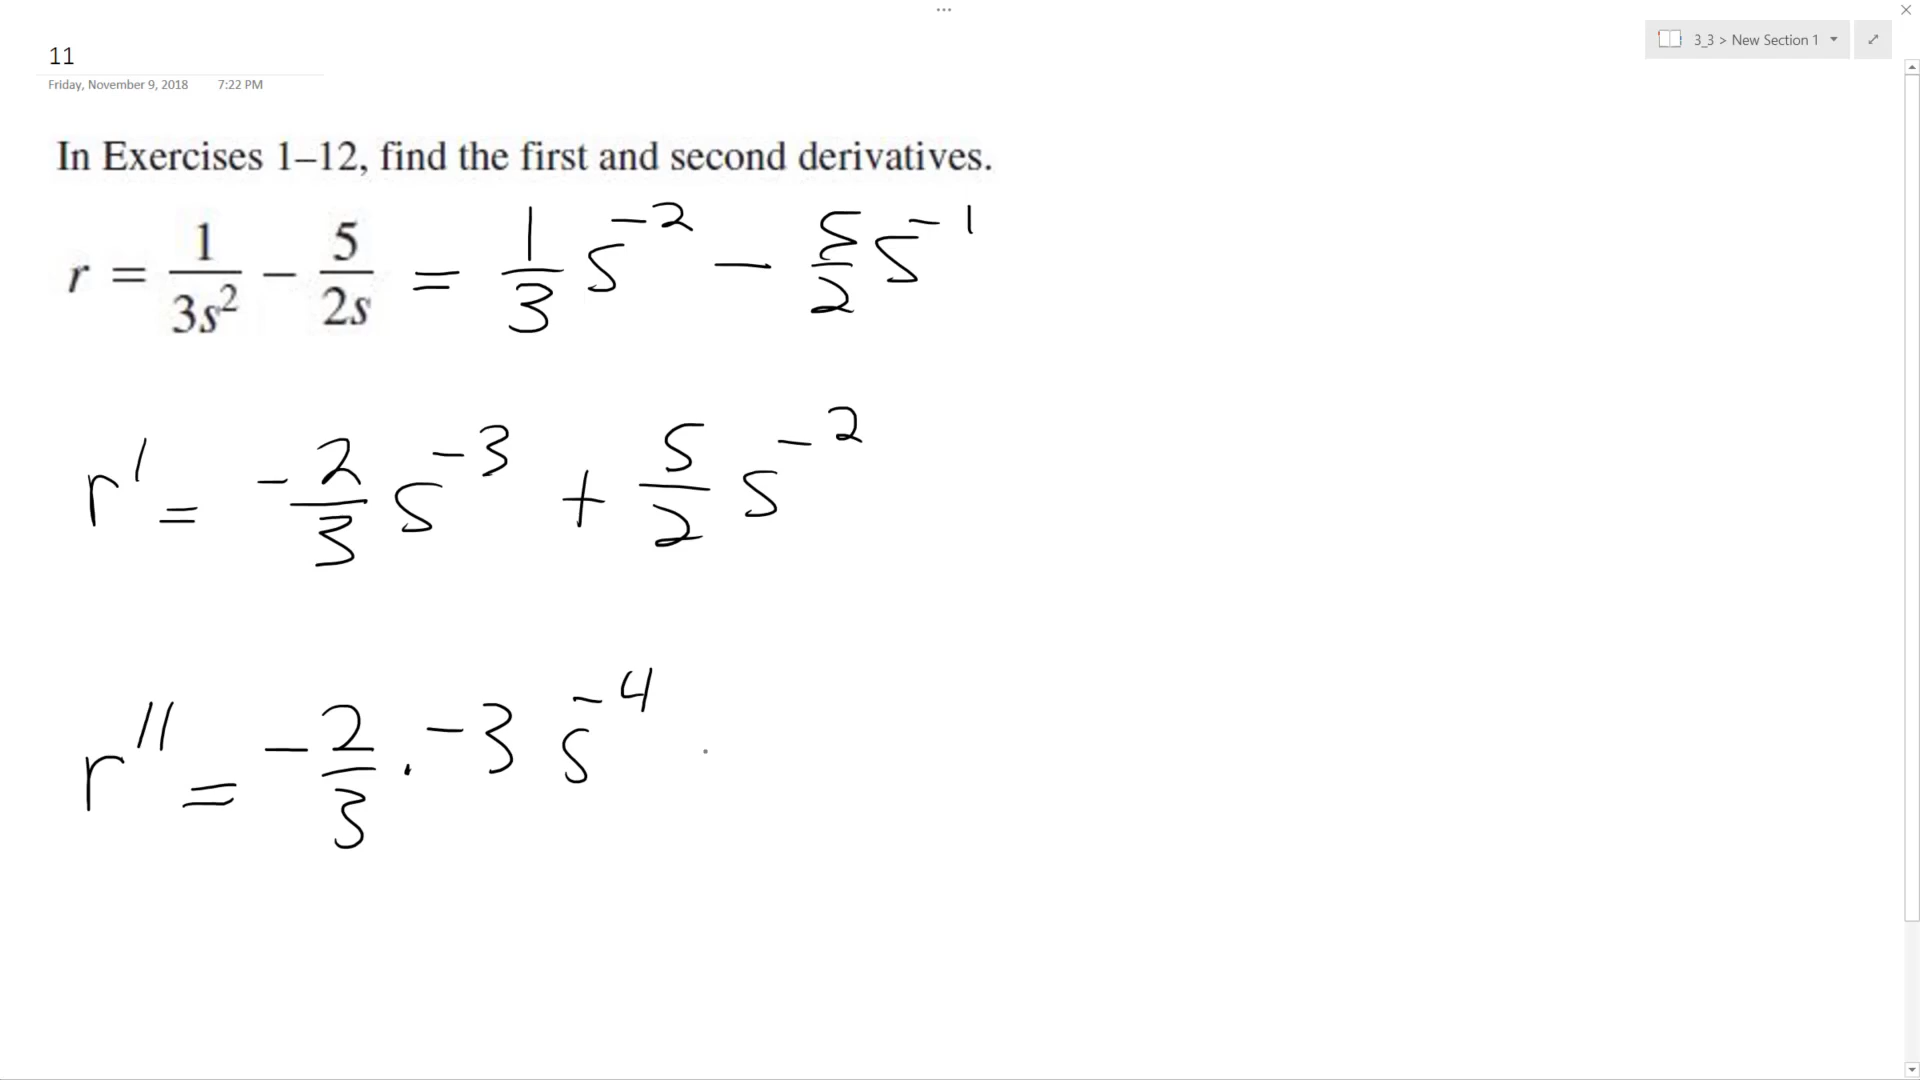 ...
3_3 > New Section 1
11
Friday, November 9, 2018 7:22 PM
In Exercises 1–12, find the first and second derivatives.
r = 1/(3s²) − 5/(2s) = 1/3 s⁻² − 5/2 s⁻¹
r' = -2/3 s⁻³ + 5/2 s⁻²
r'' = -2/3 . -3 s⁻⁴